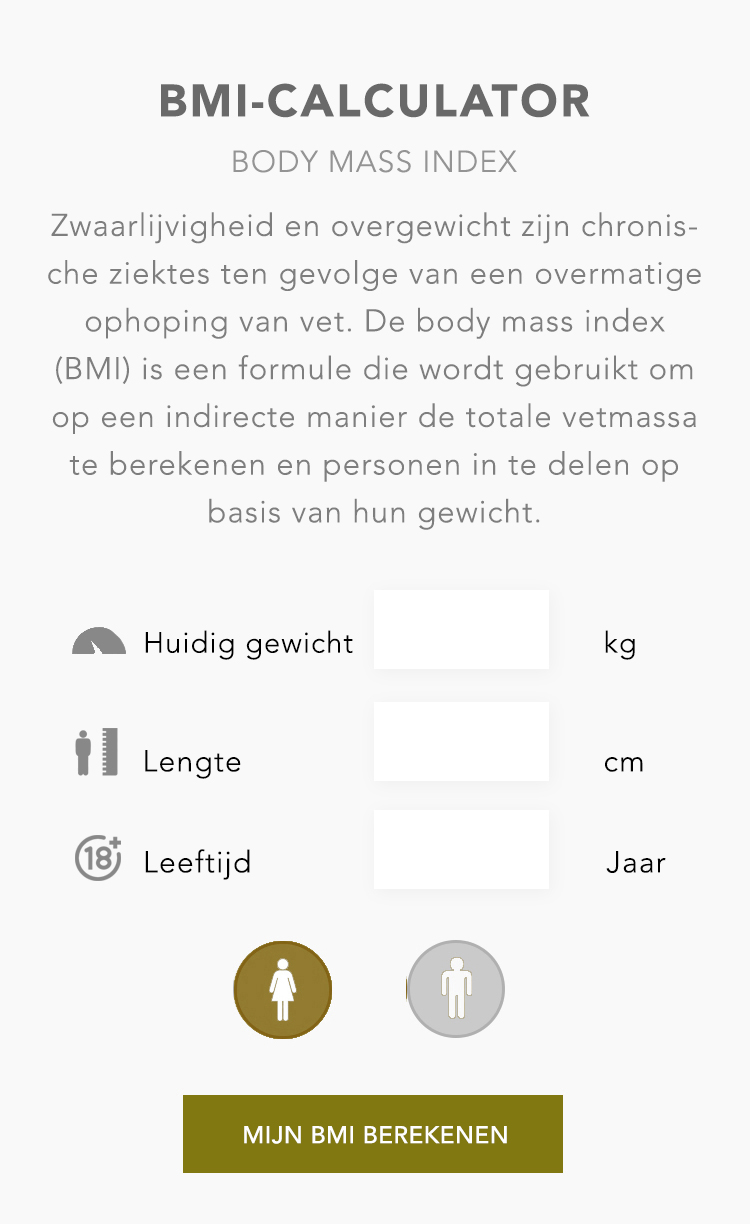 BMI-CALCULATOR
BODY MASS INDEX
Zwaarlijvigheid en overgewicht zijn chronis-
che ziektes ten gevolge van een overmatige
ophoping van vet. De body mass index
(BMI) is een formule die wordt gebruikt om
op een indirecte manier de totale vetmassa
te berekenen en personen in te delen op
basis van hun gewicht.
Huidig gewicht kg
Lengte cm
18+ Leeftijd Jaar
MIJN BMI BEREKENEN